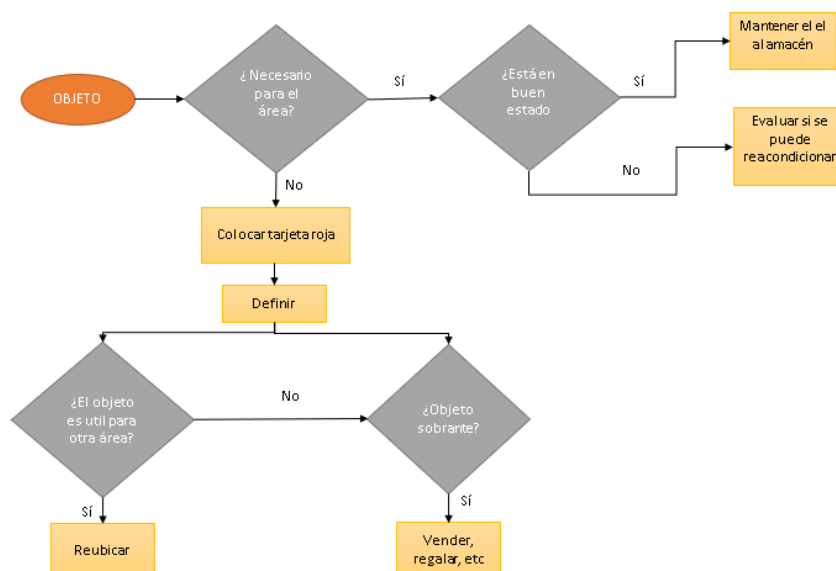 OBJETO
¿Necesario
para el
área?
Sí
¿Está en
buen
estado
Sí
Mantener el el
alamacén
No
Evaluar si se
puede
reacondicionar
No
Colocar tarjeta roja
Definir
¿El objeto
es util para
otra área?
No
¿Objeto
sobrante?
Sí
Reubicar
Sí
Vender,
regalar, etc